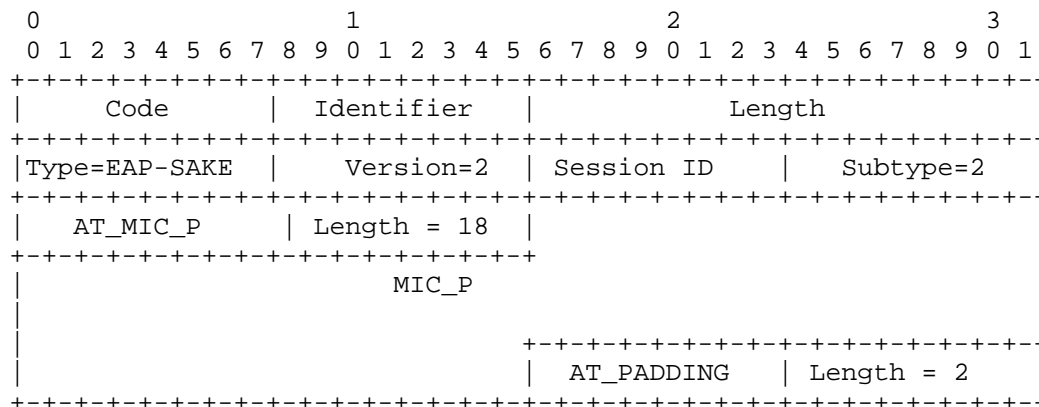 0 1 2 3
0 1 2 3 4 5 6 7 8 9 0 1 2 3 4 5 6 7 8 9 0 1 2 3 4 5 6 7 8 9 0 1
+-+-+-+-+-+-+-+-+-+-+-+-+-+-+-+-+-+-+-+-+-+-+-+-+-+-+-+-+-+-+-+--
| Code | Identifier | Length
+-+-+-+-+-+-+-+-+-+-+-+-+-+-+-+-+-+-+-+-+-+-+-+-+-+-+-+-+-+-+-+--
|Type=EAP-SAKE | Version=2 | Session ID | Subtype=2
+-+-+-+-+-+-+-+-+-+-+-+-+-+-+-+-+-+-+-+-+-+-+-+-+-+-+-+-+-+-+-+--
| AT_MIC_P | Length = 18 |
+-+-+-+-+-+-+-+-+-+-+-+-+-+-+-+-+
| MIC_P
|
| +-+-+-+-+-+-+-+-+-+-+-+-+-+-+-+--
| | AT_PADDING | Length = 2
+-+-+-+-+-+-+-+-+-+-+-+-+-+-+-+-+-+-+-+-+-+-+-+-+-+-+-+-+-+-+-+--